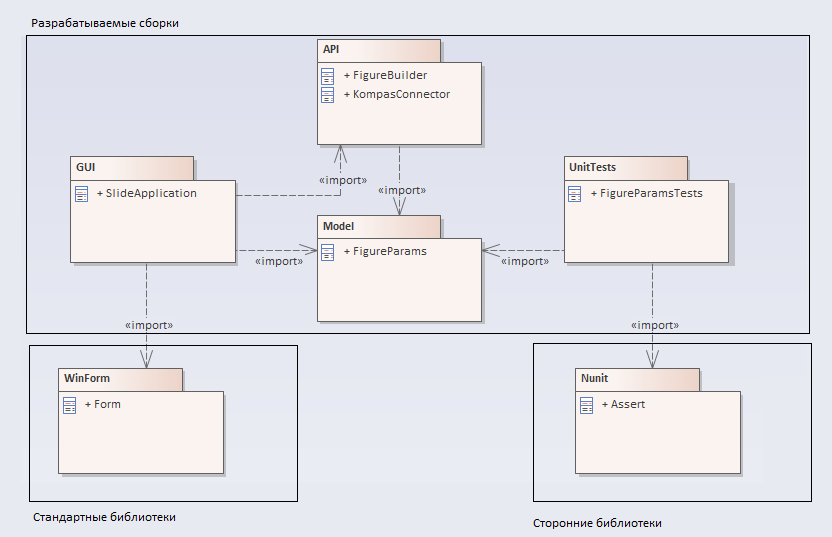 Разрабатываемые сборки
API
+ FigureBuilder
+ KompasConnector
GUI
+ SlideApplication
UnitTests
+ FigureParamsTests
«import»
«import»
Model
+ FigureParams
«import»
«import»
«import»
«import»
WinForm
+ Form
Nunit
+ Assert
Стандартные библиотеки
Сторонние библиотеки